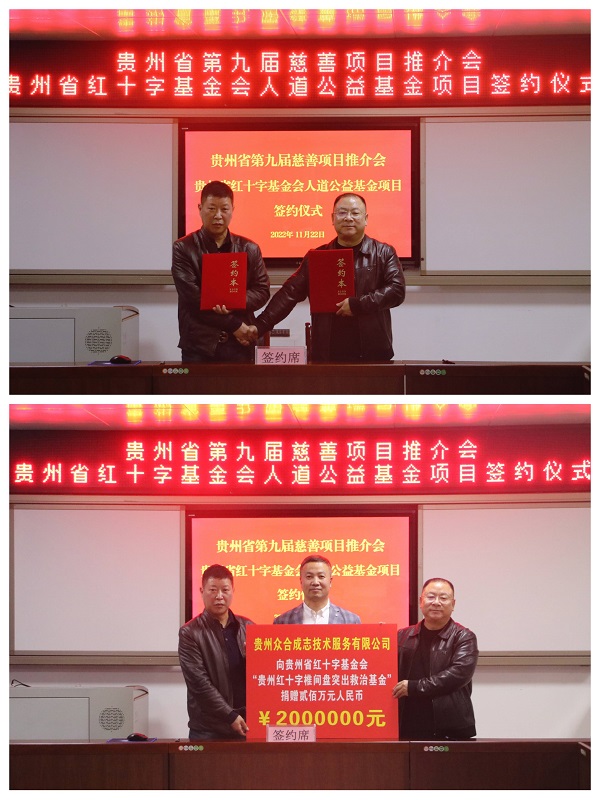 贵州省第九届慈善项目推介会
贵州省红十字基金会人道公益基金项目签约仪式
贵州省第九届慈善项目推介会
贵州省红十字基金会人道公益基金项目
签约仪式
2022年11月22日
签约本
签约本
签约席
贵州省第九届慈善项目推介会
贵州省红十字基金会人道公益基金项目签约仪式
贵州省第九届慈善项目推介会
贵州省红十字基金会 公益基金项目
签约
贵州众合成志技术服务有限公司
向贵州省红十字基金会
“贵州红十字椎间盘突出救治基金”
捐赠贰佰万元人民币
¥2000000元
签约席